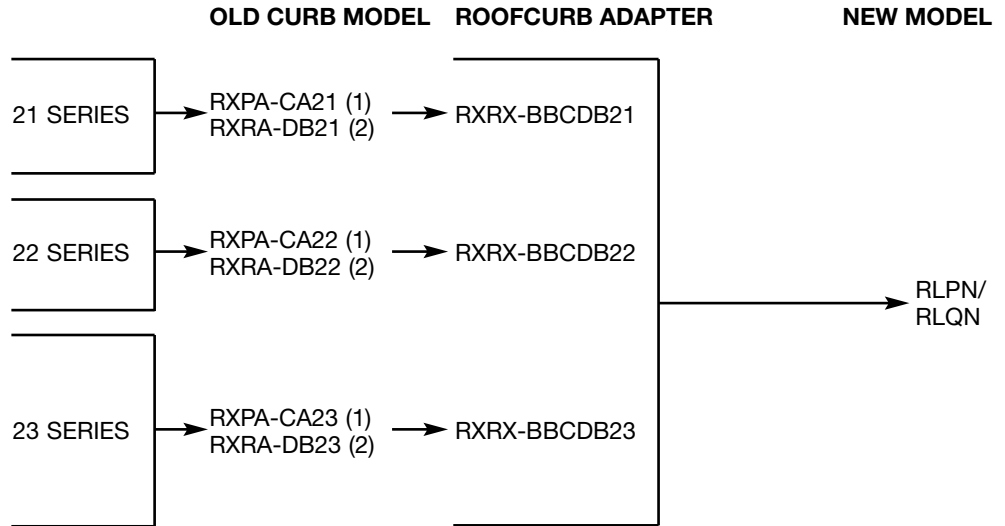 OLD CURB MODEL ROOFCURB ADAPTER NEW MODEL
21 SERIES
RXPA-CA21 (1)
RXRA-DB21 (2)
RXRX-BBCDB21
22 SERIES
RXPA-CA22 (1)
RXRA-DB22 (2)
RXRX-BBCDB22
RLPN/
RLQN
23 SERIES
RXPA-CA23 (1)
RXRA-DB23 (2)
RXRX-BBCDB23